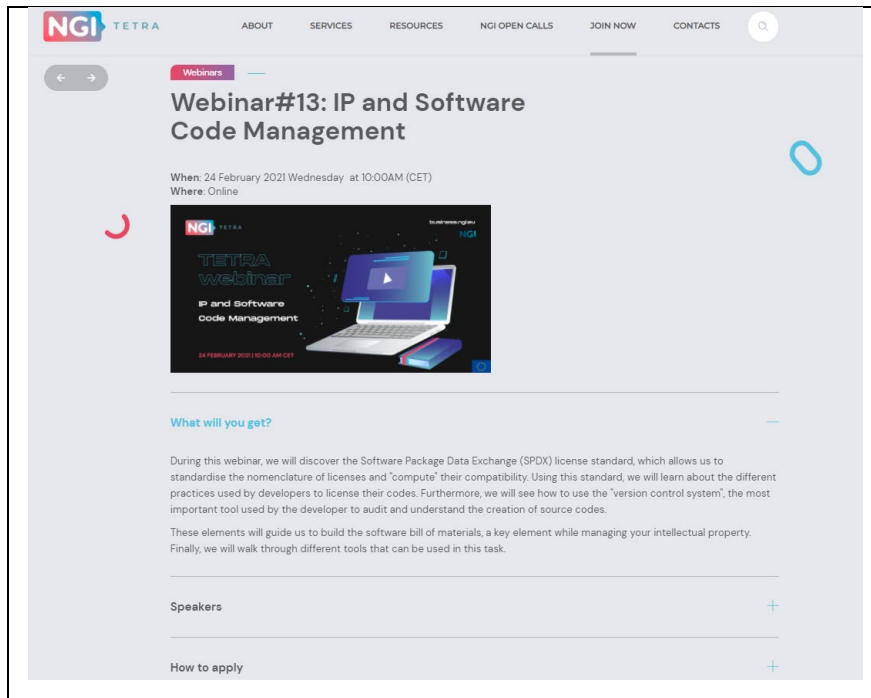 NGI TETRA
ABOUT SERVICES RESOURCES NGI OPEN CALLS JOIN NOW CONTACTS
Webinars
Webinar#13: IP and Software
Code Management
When: 24 February 2021 Wednesday at 10:00AM (CET)
Where: Online
NGI TETRA
business.ngi.eu
NGI
TETRA
webinar
IP and Software
Code Management
24 FEBRUARY 2021 | 10:00 AM CET
What will you get?
During this webinar, we will discover the Software Package Data Exchange (SPDX) license standard, which allows us to
standardise the nomenclature of licenses and "compute" their compatibility. Using this standard, we will learn about the different
practices used by developers to license their codes. Furthermore, we will see how to use the "version control system", the most
important tool used by the developer to audit and understand the creation of source codes.
These elements will guide us to build the software bill of materials, a key element while managing your intellectual property.
Finally, we will walk through different tools that can be used in this task.
Speakers
How to apply